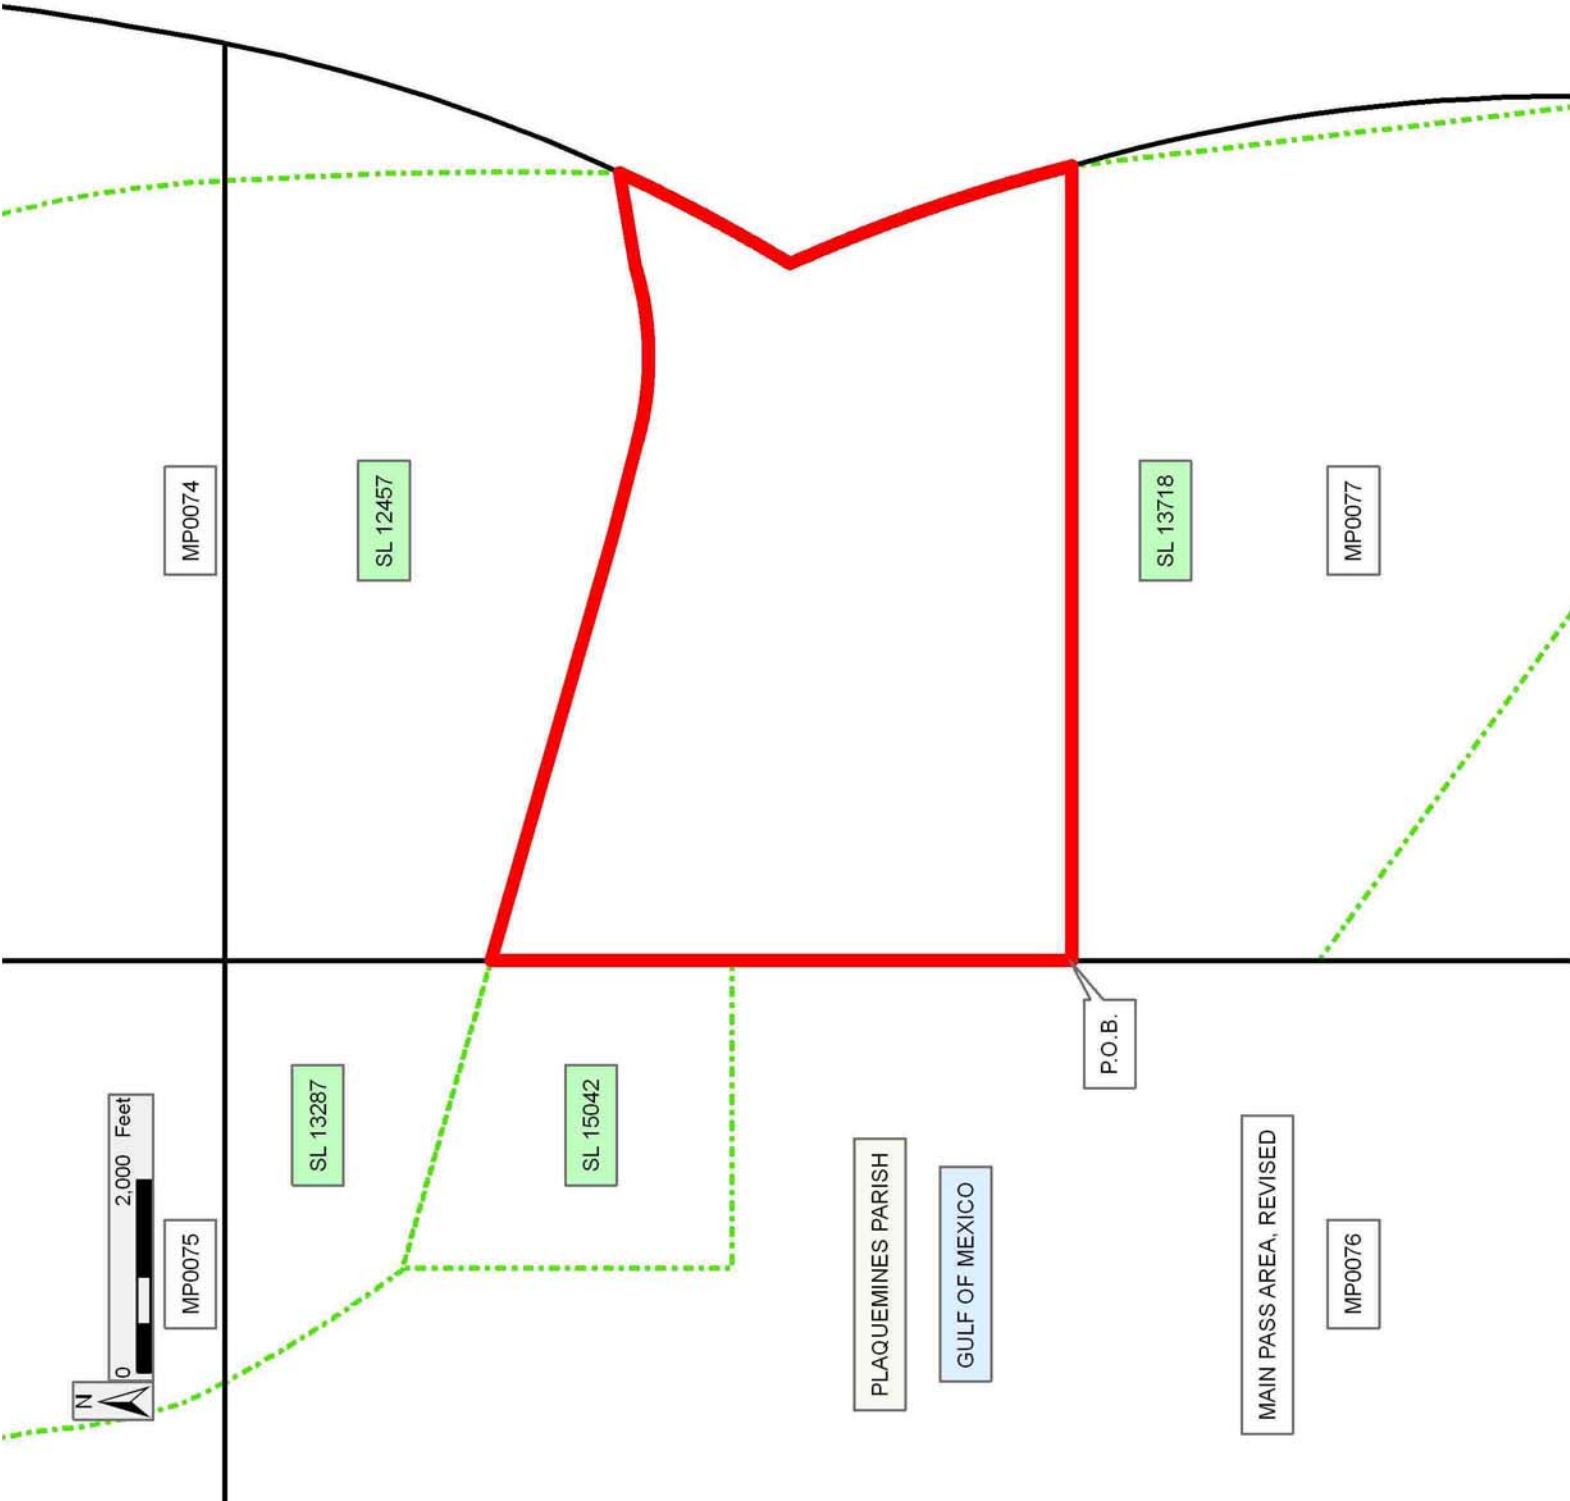 N
0
2,000 Feet
MP0075
MP0074
SL 13287
SL 12457
SL 15042
PLAQUEMINES PARISH
GULF OF MEXICO
P.O.B.
SL 13718
MAIN PASS AREA, REVISED
MP0076
MP0077